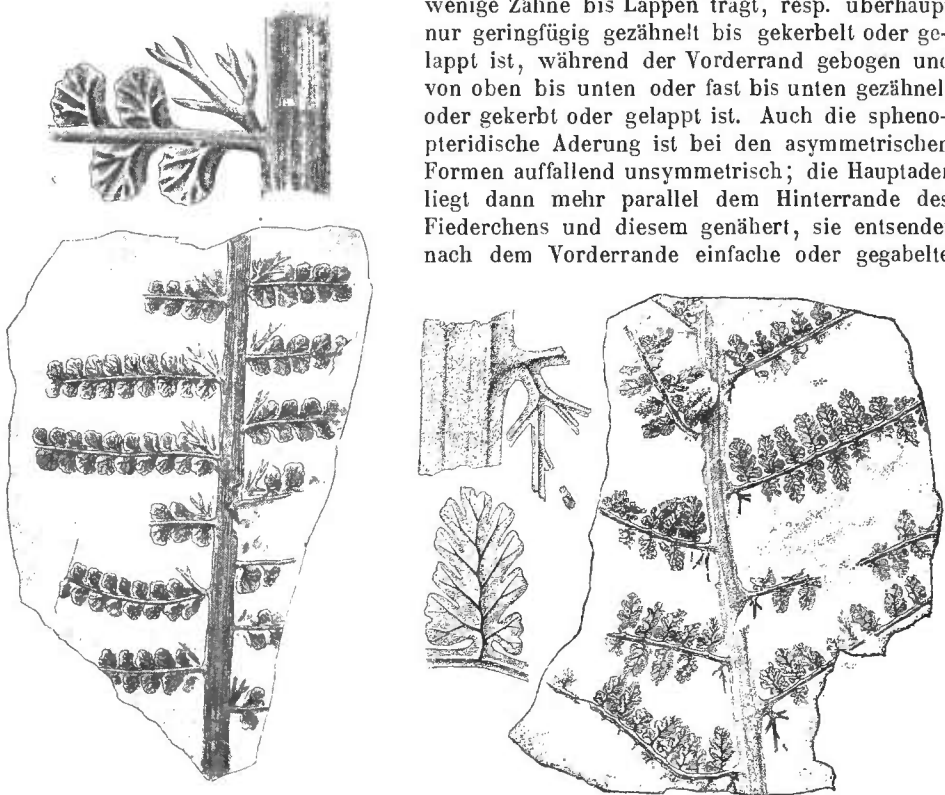 wenige Zähne bis Lappen trägt, resp. überhaup
nur geringfügig gezähnelt bis gekerbelt oder ge-
lappt ist, während der Vorderrand gebogen und
von oben bis unten oder fast bis unten gezähnel
oder gekerbt oder gelappt ist. Auch die spheno-
pteridische Aderung ist bei den asymmetrischen
Formen auffallend unsymmetrisch; die Hauptader
liegt dann mehr parallel dem Hinterrande des
Fiederchens und diesem genähert, sie entsende
nach dem Vorderrande einfache oder gegabelte